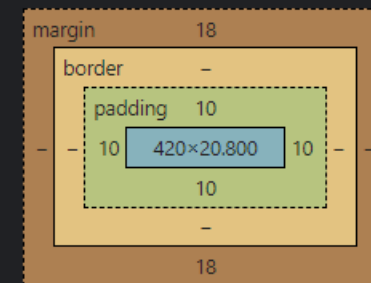 margin 18
border –
padding 10
– – 10 420×20.800 10 – –
10
–
18